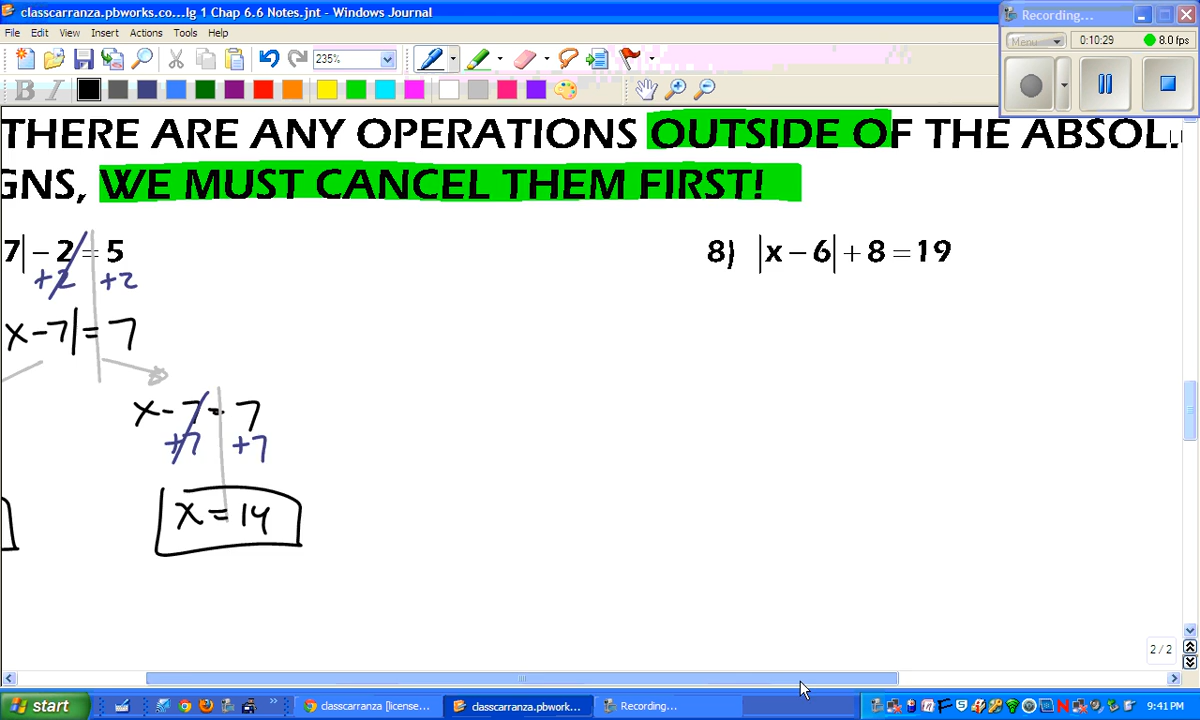 classcarranza.pbworks.co...lg 1 Chap 6.6 Notes.jnt - Windows Journal
Recording...
File Edit View Insert Actions Tools Help
Menu 0:10:29 8.0 fps
235%
B I U
THERE ARE ANY OPERATIONS OUTSIDE OF THE ABSOL
GNS, WE MUST CANCEL THEM FIRST!
7| − 2 = 5
+2 +2
x - 7| = 7
x - 7 = 7
+7 +7
x = 14
8) |x − 6| + 8 = 19
2 / 2
start
classcarranza [license...
classcarranza.pbwork...
Recording...
9:41 PM